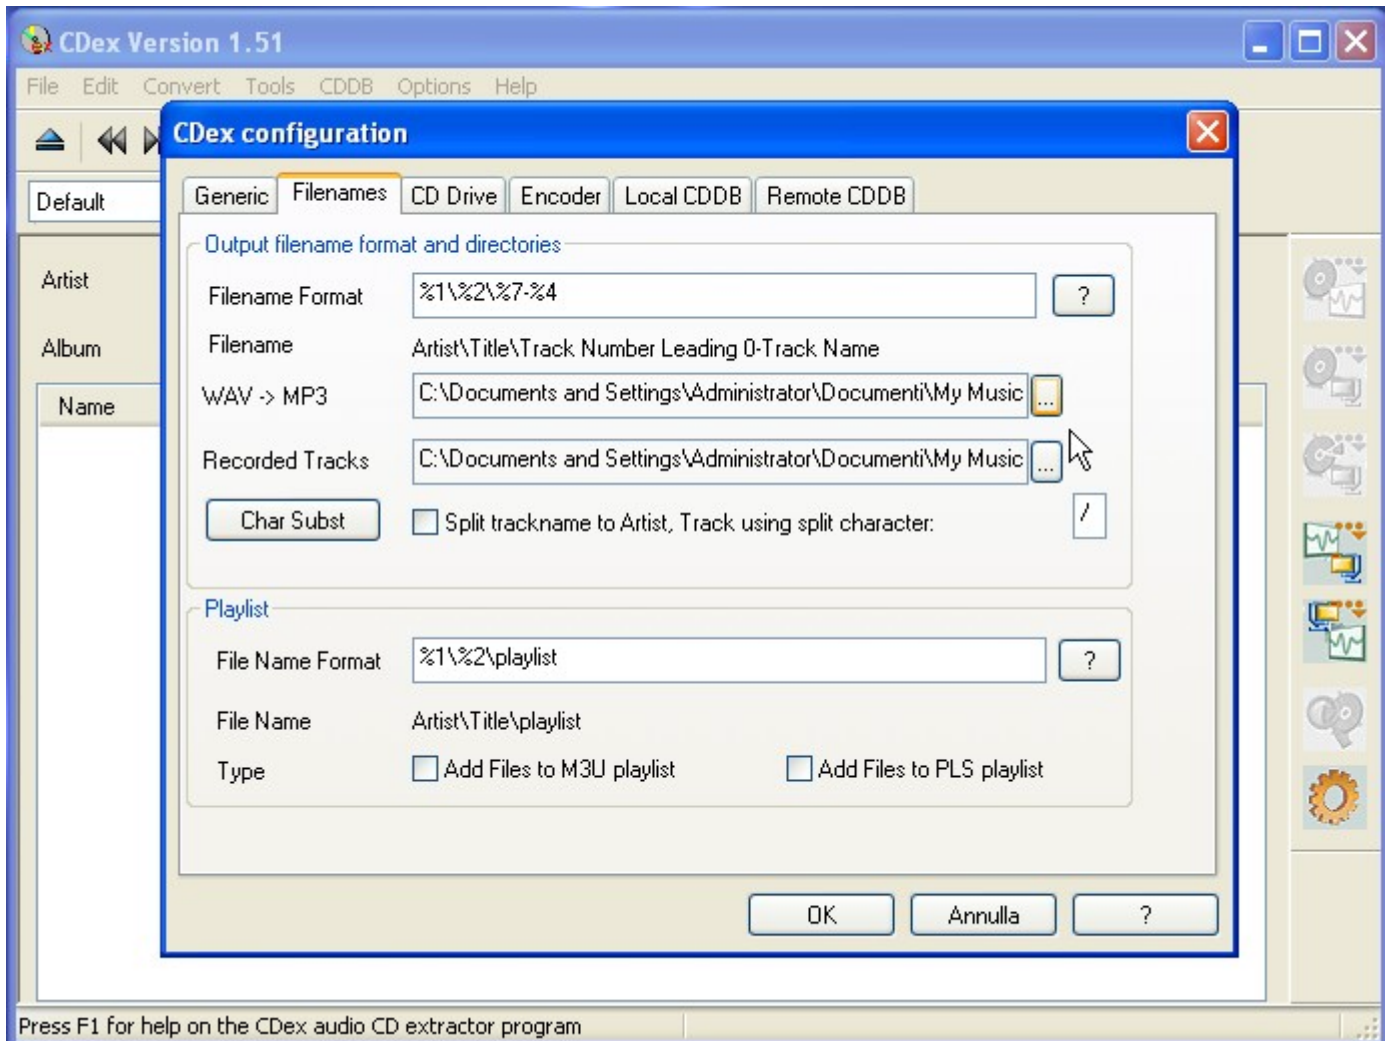 CDex Version 1.51
File Edit Convert Tools CDDB Options Help
CDex configuration
Default
Generic Filenames CD Drive Encoder Local CDDB Remote CDDB
Output filename format and directories
Artist
Filename Format %1\%2\%7-%4 ?
Album
Filename Artist\Title\Track Number Leading 0-Track Name
Name
WAV -> MP3 C:\Documents and Settings\Administrator\Documenti\My Music ...
Recorded Tracks C:\Documents and Settings\Administrator\Documenti\My Music ...
Char Subst Split trackname to Artist, Track using split character: /
Playlist
File Name Format %1\%2\playlist ?
File Name Artist\Title\playlist
Type Add Files to M3U playlist Add Files to PLS playlist
OK Annulla ?
Press F1 for help on the CDex audio CD extractor program